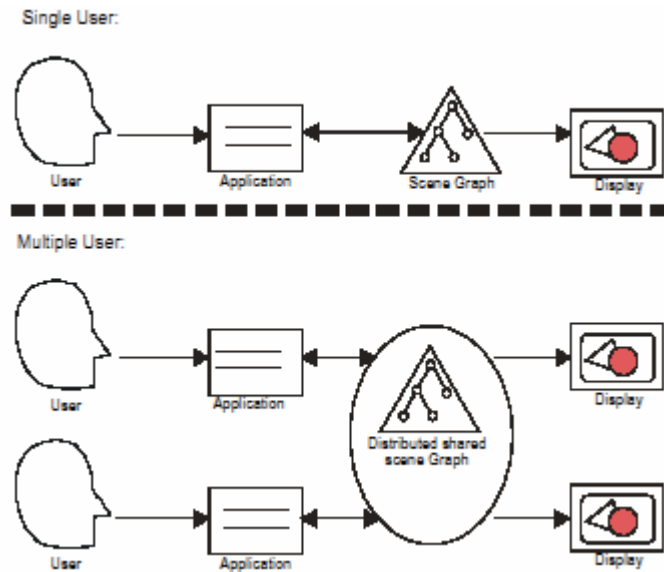 Single User:
User
Application
Scene Graph
Display
Multiple User:
User
Application
Display
Distributed shared
scene Graph
User
Application
Display